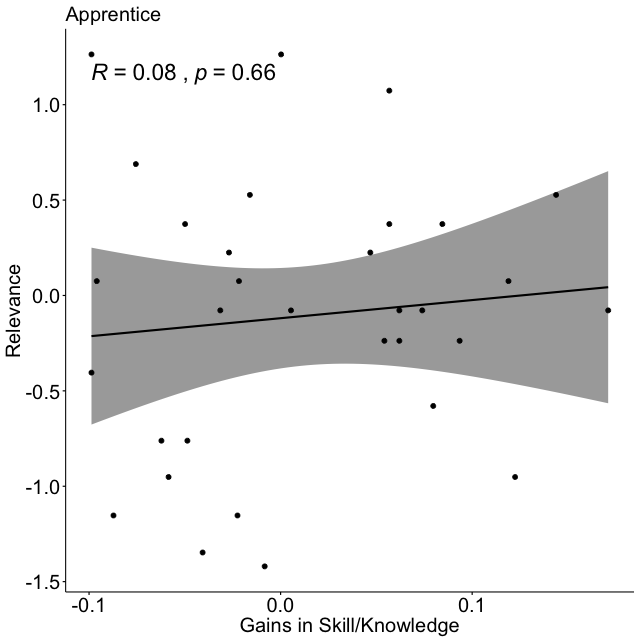 Apprentice
R = 0.08 , p = 0.66
Relevance
1.0
0.5
0.0
-0.5
-1.0
-1.5
-0.1 0.0 0.1
Gains in Skill/Knowledge